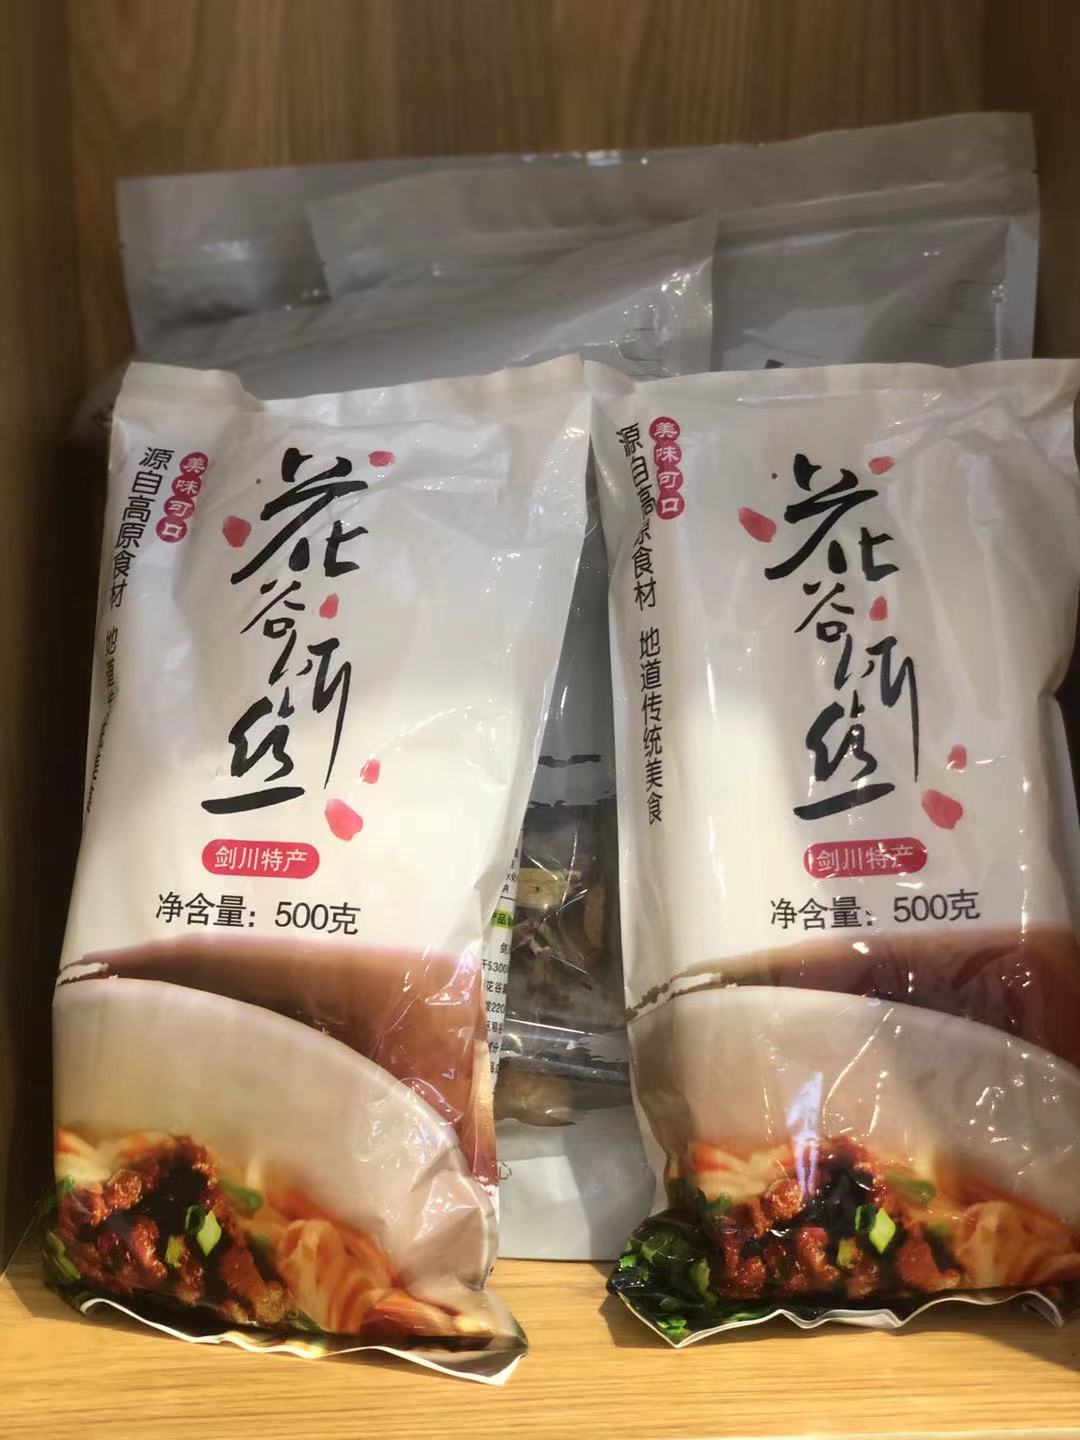 美味可口
源自高原食材
花谷饵丝
剑川特产
净含量：500克
美味可口
源自高原食材 地道传统美食
花谷饵丝
剑川特产
净含量：500克